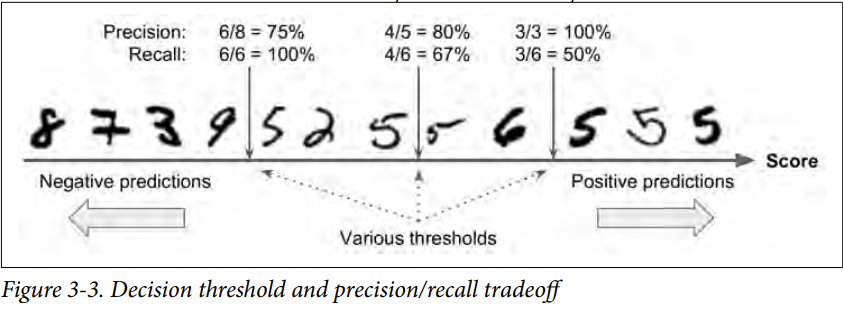 Precision: 6/8 = 75% 4/5 = 80% 3/3 = 100%
Recall: 6/6 = 100% 4/6 = 67% 3/6 = 50%
8 7 3 9 5 2 5 5 6 5 5 5
Score
Negative predictions Positive predictions
Various thresholds
Figure 3-3. Decision threshold and precision/recall tradeoff